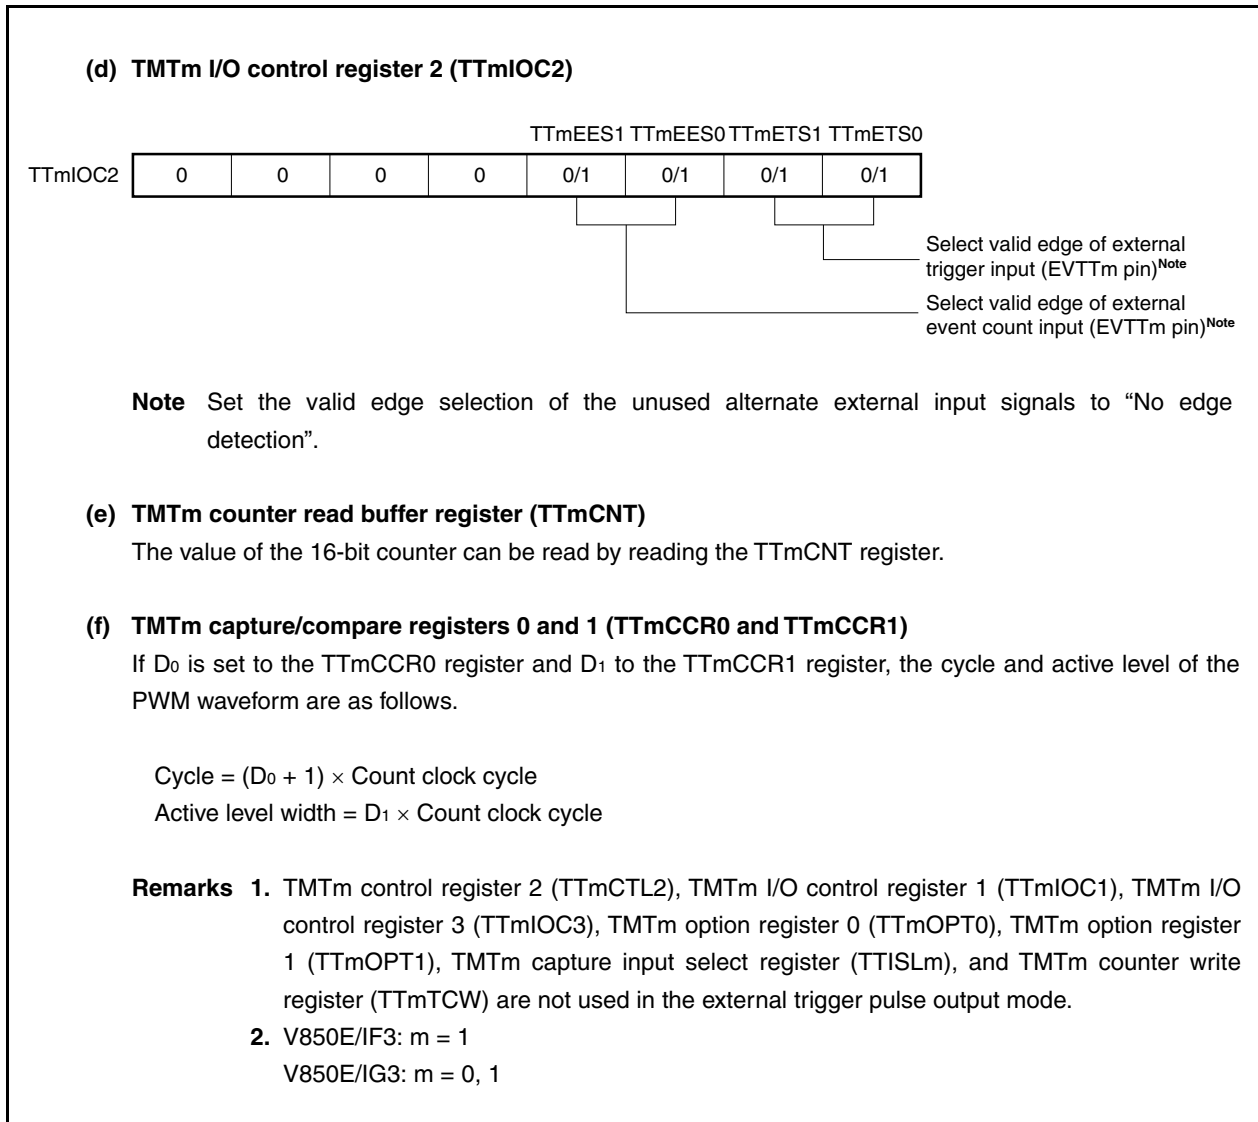 (d) TMTm I/O control register 2 (TTmIOC2)
TTmEES1 TTmEES0 TTmETS1 TTmETS0
TTmIOC2 0 0 0 0 0/1 0/1 0/1 0/1
Select valid edge of external
trigger input (EVTTm pin)Note
Select valid edge of external
event count input (EVTTm pin)Note
Note Set the valid edge selection of the unused alternate external input signals to “No edge
detection”.
(e) TMTm counter read buffer register (TTmCNT)
The value of the 16-bit counter can be read by reading the TTmCNT register.
(f) TMTm capture/compare registers 0 and 1 (TTmCCR0 and TTmCCR1)
If D0 is set to the TTmCCR0 register and D1 to the TTmCCR1 register, the cycle and active level of the
PWM waveform are as follows.
Cycle = (D0 + 1) × Count clock cycle
Active level width = D1 × Count clock cycle
Remarks 1. TMTm control register 2 (TTmCTL2), TMTm I/O control register 1 (TTmIOC1), TMTm I/O
control register 3 (TTmIOC3), TMTm option register 0 (TTmOPT0), TMTm option register
1 (TTmOPT1), TMTm capture input select register (TTISLm), and TMTm counter write
register (TTmTCW) are not used in the external trigger pulse output mode.
2. V850E/IF3: m = 1
V850E/IG3: m = 0, 1